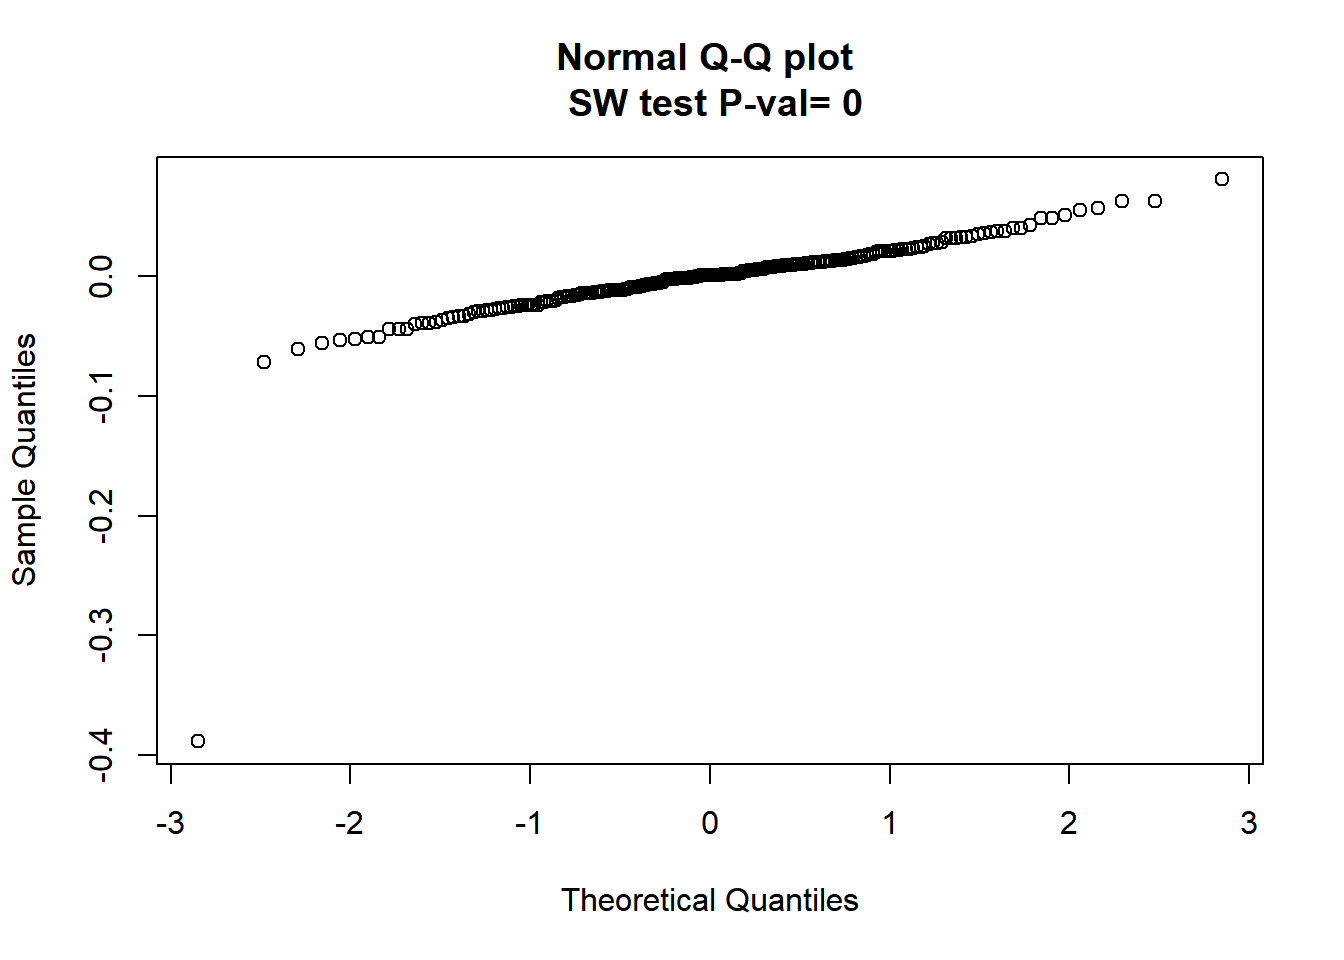 Normal Q-Q plot
SW test P-val= 0
Sample Quantiles
0.0
-0.1
-0.2
-0.3
-0.4
-3 -2 -1 0 1 2 3
Theoretical Quantiles